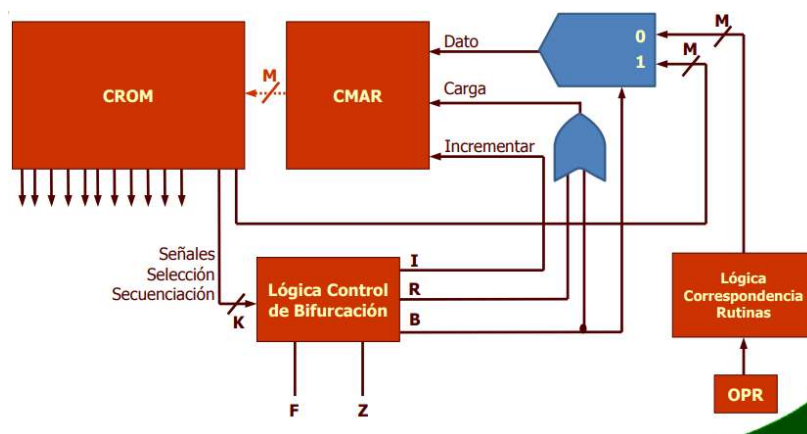 M
0
M
1
Dato
CROM
M
CMAR
Carga
Incrementar
Señales
Selección
Secuenciación
K
Lógica Control
de Bifurcación
I
R
B
F
Z
Lógica
Correspondencia
Rutinas
OPR